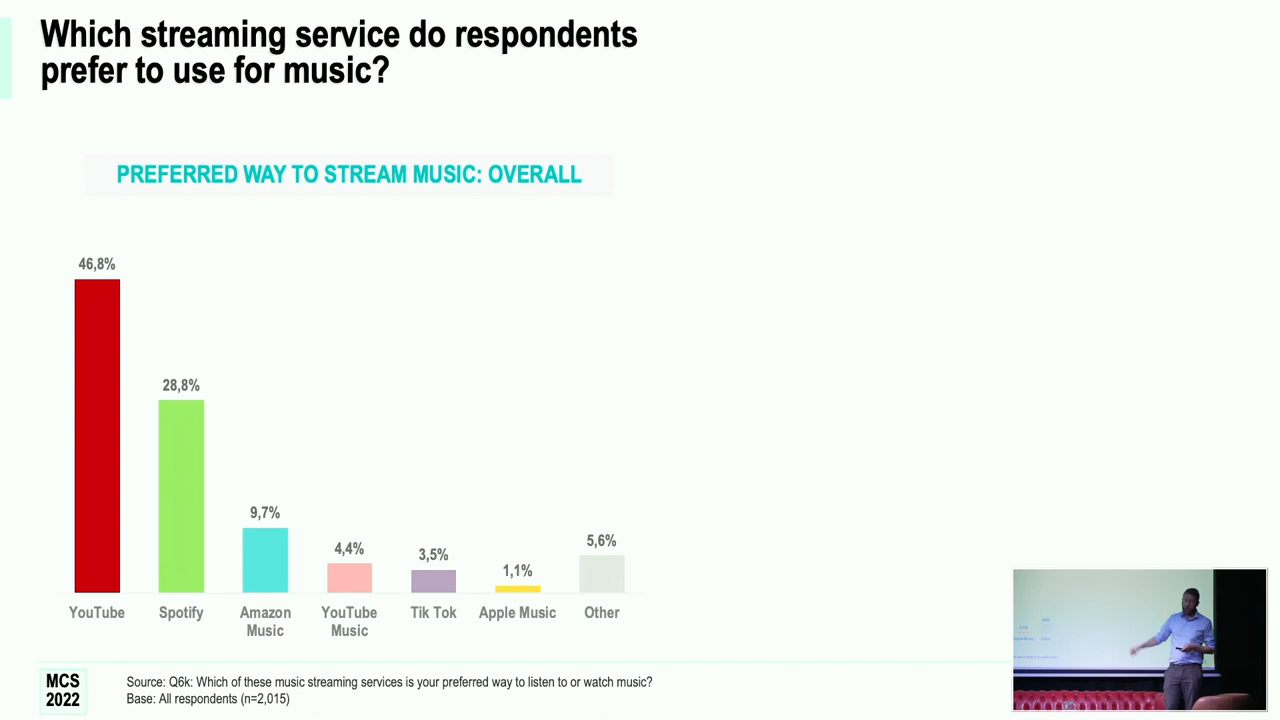 Which streaming service do respondents
prefer to use for music?
PREFERRED WAY TO STREAM MUSIC: OVERALL
46,8%
28,8%
9,7%
4,4%
3,5%
1,1%
5,6%
YouTube
Spotify
Amazon
Music
YouTube
Music
Tik Tok
Apple Music
Other
MCS
2022
Source: Q6k: Which of these music streaming services is your preferred way to listen to or watch music?
Base: All respondents (n=2,015)